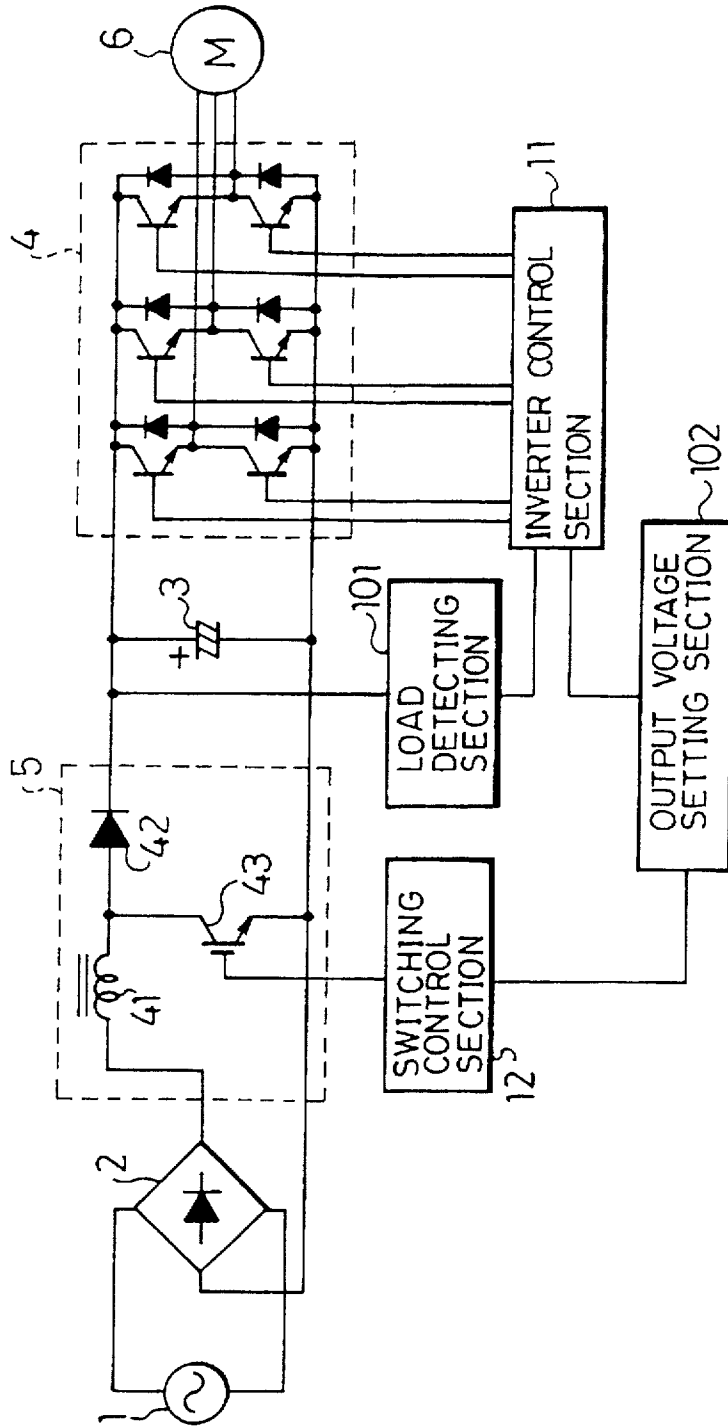 1
2
5
41
42
43
3
+
4
6
M
SWITCHING
CONTROL
SECTION
12
LOAD
DETECTING
SECTION
101
INVERTER CONTROL
SECTION
11
OUTPUT VOLTAGE
SETTING SECTION
102